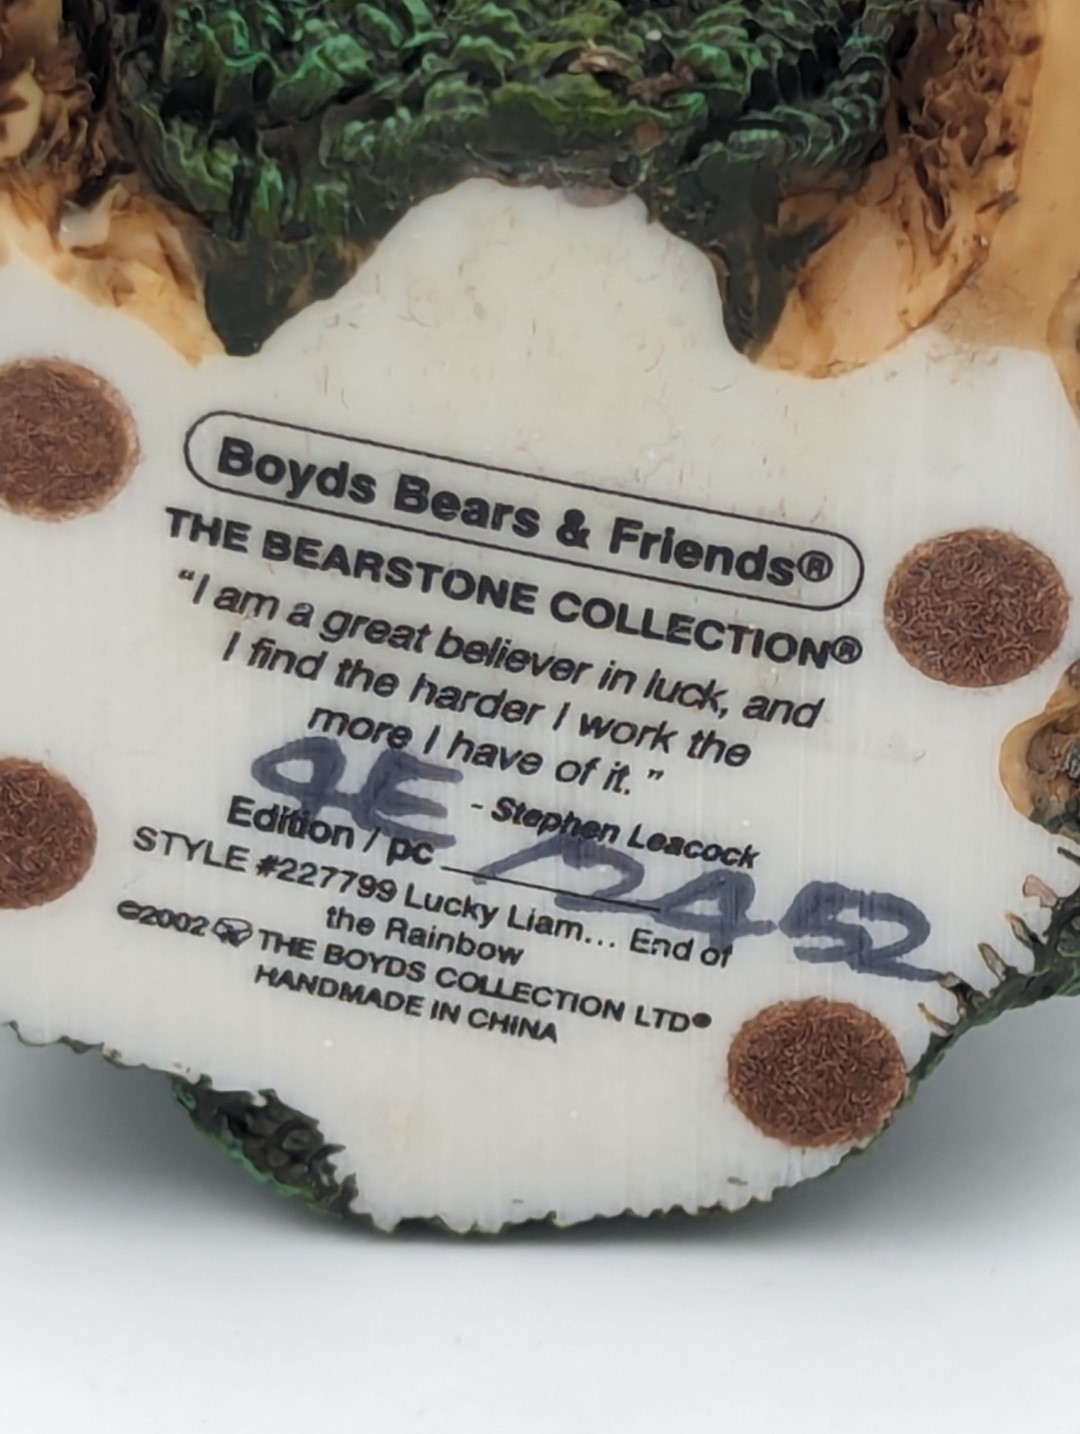 Boyds Bears & Friends®
THE BEARSTONE COLLECTION®
“I am a great believer in luck, and
I find the harder I work the
more I have of it.”
- Stephen Leacock
4E
Edition / pc
STYLE #227799 Lucky Liam... End of
the Rainbow
©2002 THE BOYDS COLLECTION LTD®
HANDMADE IN CHINA